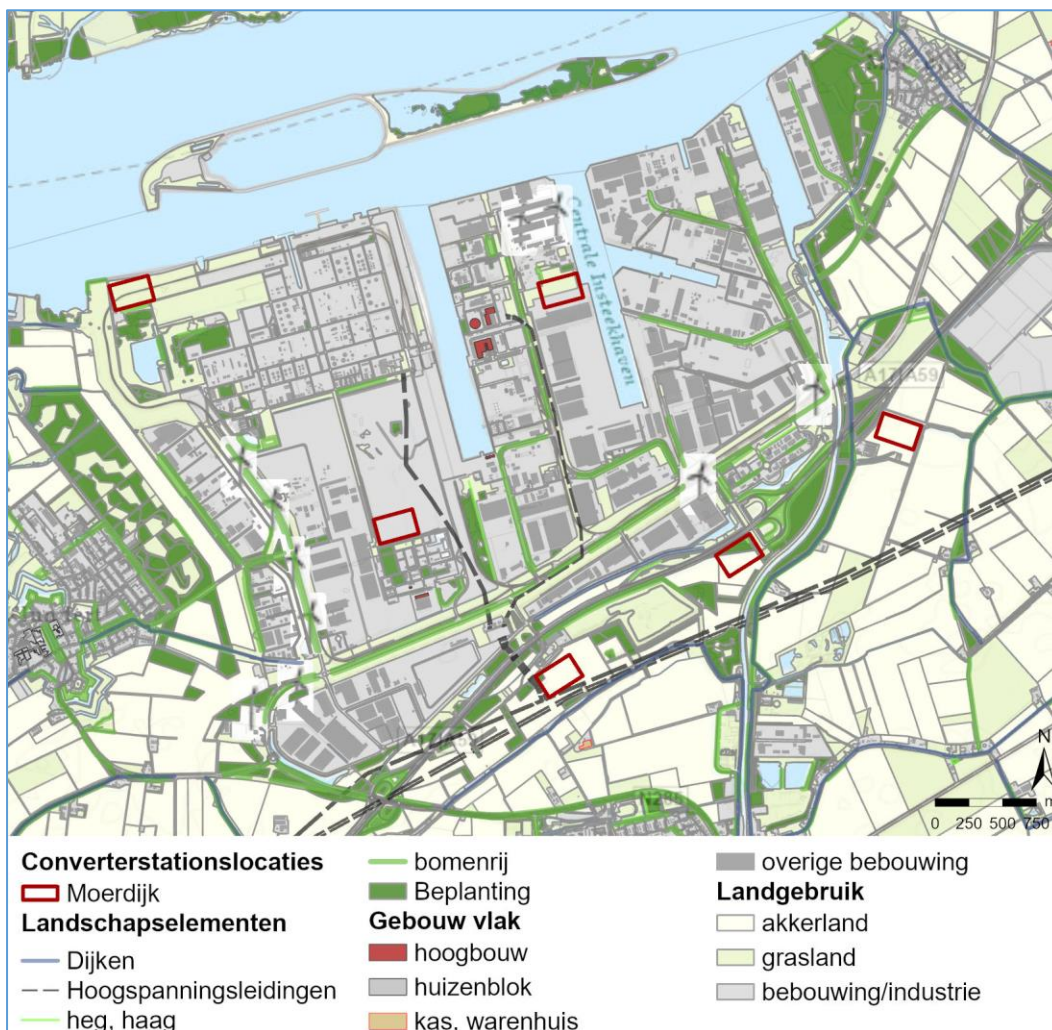 Centrale Insteekhaven
A17/A59
N285
N
m
0 250 500 750
Converterstationslocaties
Moerdijk
Landschapselementen
Dijken
Hoogspanningsleidingen
heg, haag
bomenrij
Beplanting
Gebouw vlak
hoogbouw
huizenblok
kas, warenhuis
overige bebouwing
Landgebruik
akkerland
grasland
bebouwing/industrie